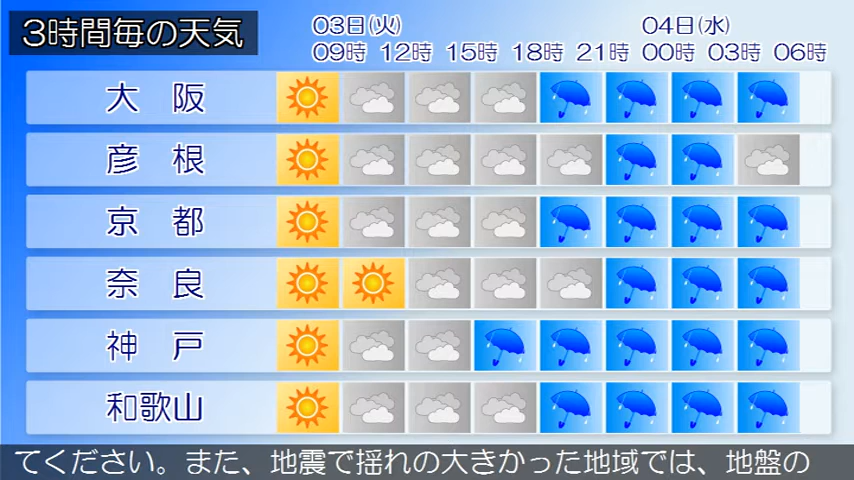 3時間毎の天気
03日(火) 04日(水)
09時 12時 15時 18時 21時 00時 03時 06時
大 阪
彦 根
京 都
奈 良
神 戸
和歌山
てください。また、地震で揺れの大きかった地域では、地盤の